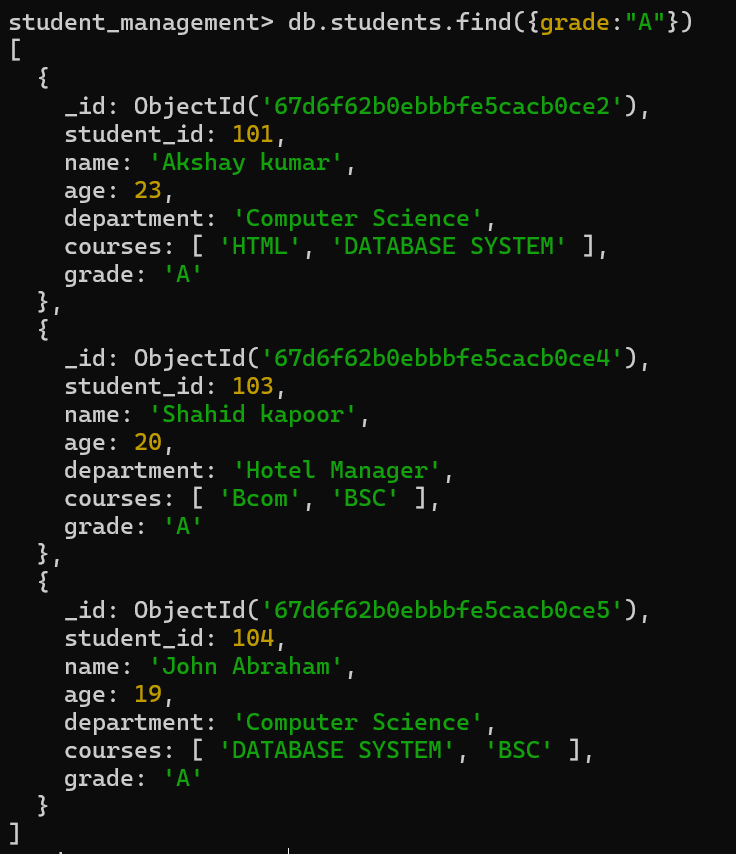 student_management> db.students.find({grade:"A"})
[
  {
    _id: ObjectId('67d6f62b0ebbbfe5cacb0ce2'),
    student_id: 101,
    name: 'Akshay kumar',
    age: 23,
    department: 'Computer Science',
    courses: [ 'HTML', 'DATABASE SYSTEM' ],
    grade: 'A'
  },
  {
    _id: ObjectId('67d6f62b0ebbbfe5cacb0ce4'),
    student_id: 103,
    name: 'Shahid kapoor',
    age: 20,
    department: 'Hotel Manager',
    courses: [ 'Bcom', 'BSC' ],
    grade: 'A'
  },
  {
    _id: ObjectId('67d6f62b0ebbbfe5cacb0ce5'),
    student_id: 104,
    name: 'John Abraham',
    age: 19,
    department: 'Computer Science',
    courses: [ 'DATABASE SYSTEM', 'BSC' ],
    grade: 'A'
  }
]